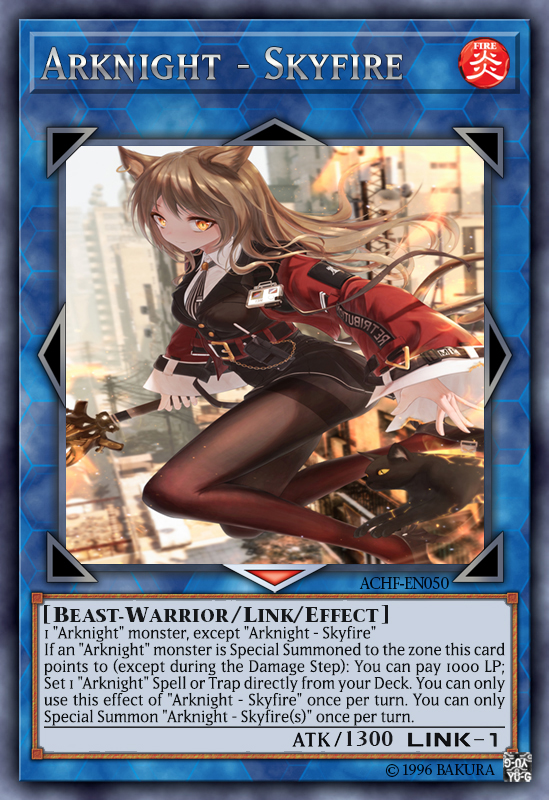 ARKNIGHT - SKYFIRE
FIRE
炎
RETRIBUTION
ACHF-EN050
[BEAST-WARRIOR/LINK/EFFECT]
1 "Arknight" monster, except "Arknight - Skyfire"
If an "Arknight" monster is Special Summoned to the zone this card
points to (except during the Damage Step): You can pay 1000 LP;
Set 1 "Arknight" Spell or Trap directly from your Deck. You can only
use this effect of "Arknight - Skyfire" once per turn. You can only
Special Summon "Arknight - Skyfire(s)" once per turn.
ATK/1300 LINK-1
©1996 BAKURA